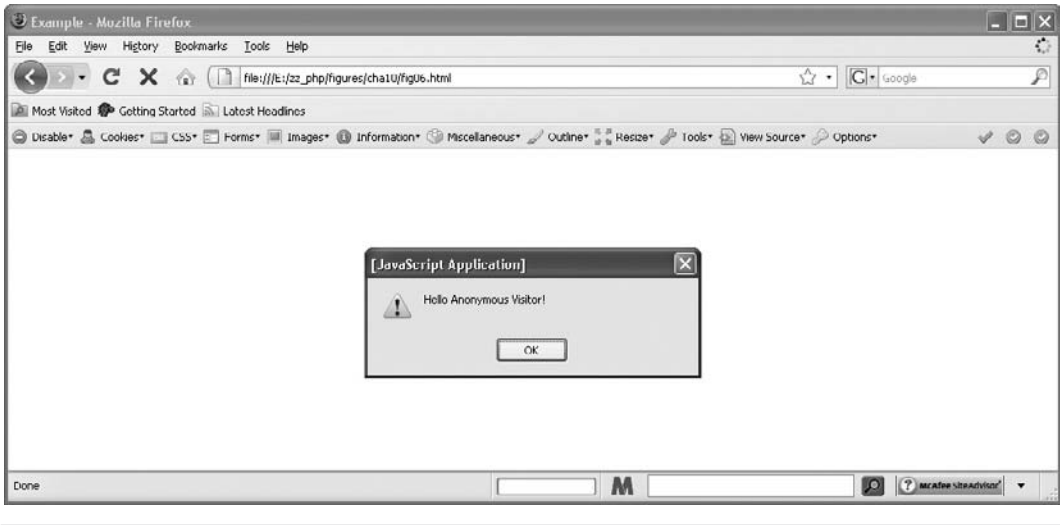 Example - Mozilla Firefox
File Edit View History Bookmarks Tools Help
file:///E:/zz_php/figures/cha10/fig06.html
G Google
Most Visited Getting Started Latest Headlines
Disable Cookies CSS Forms Images Information Miscellaneous Outline Resize Tools View Source Options
[JavaScript Application]
Hello Anonymous Visitor!
OK
Done
M McAfee SiteAdvisor